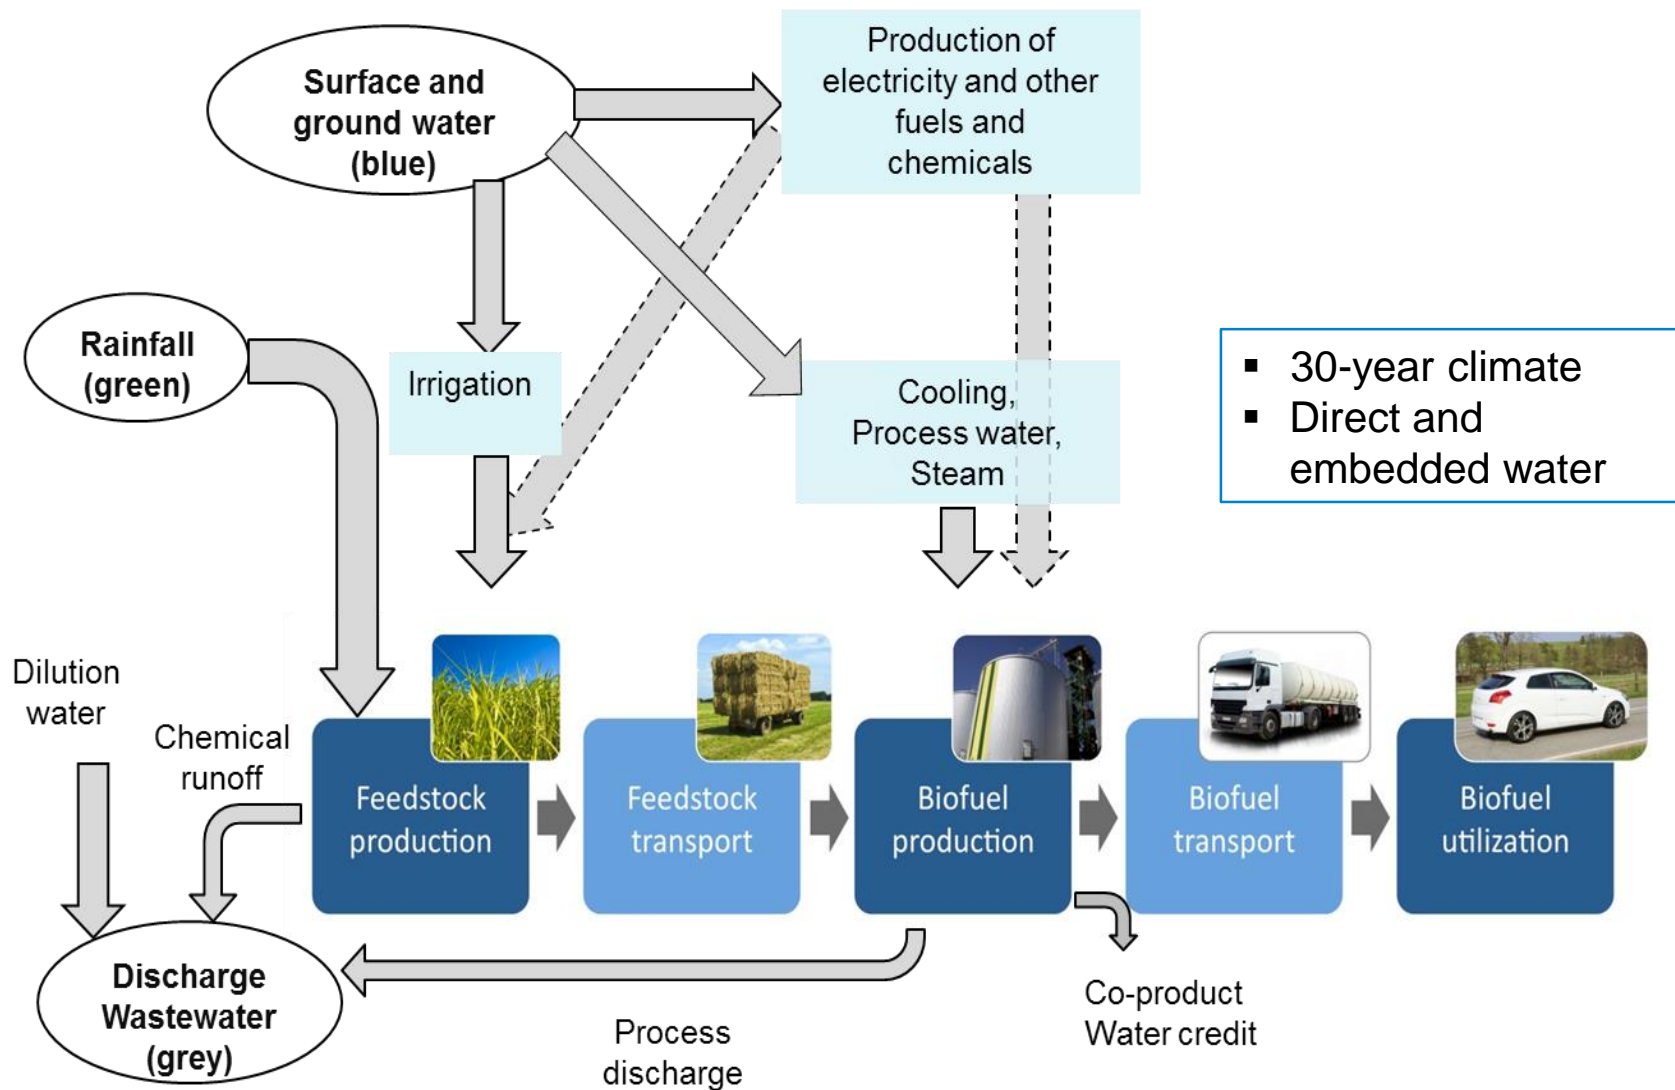 Surface and
ground water
(blue)
Production of
electricity and other
fuels and
chemicals
Rainfall
(green)
Irrigation
Cooling,
Process water,
Steam
▪ 30-year climate
▪ Direct and
embedded water
Dilution
water
Chemical
runoff
Feedstock
production
Feedstock
transport
Biofuel
production
Biofuel
transport
Biofuel
utilization
Discharge
Wastewater
(grey)
Process
discharge
Co-product
Water credit